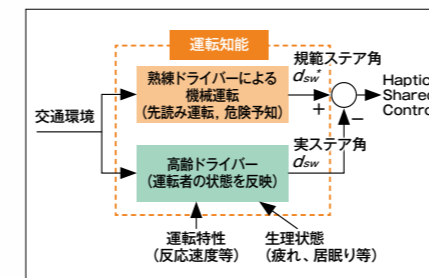 運転知能
熟練ドライバーによる
機械運転
(先読み運転, 危険予知)
規範ステア角
dsw*
+
−
Haptic
Shared
Control
交通環境
実ステア角
dsw
高齢ドライバー
(運転者の状態を反映)
運転特性
(反応速度等)
生理状態
(疲れ、居眠り等)